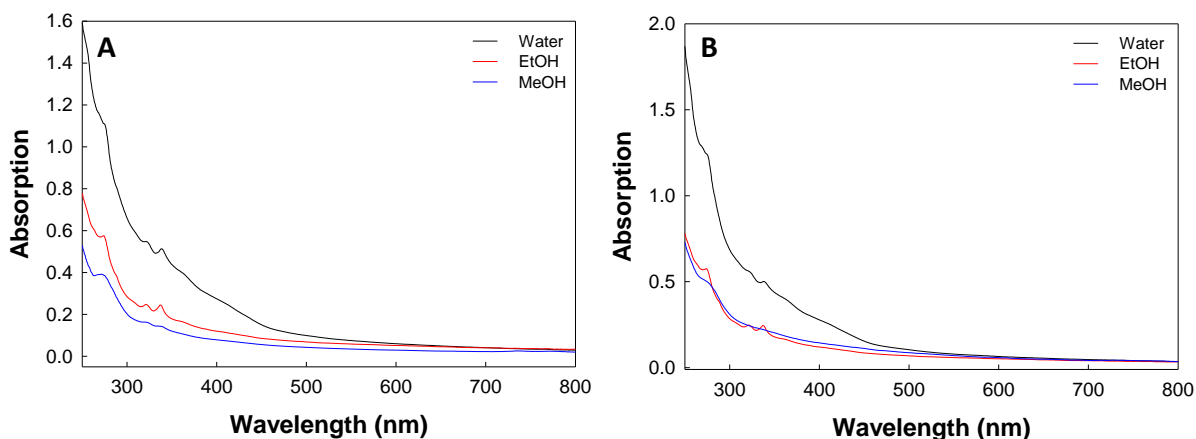 A
Water
EtOH
MeOH
1.6
1.4
1.2
1.0
0.8
0.6
0.4
0.2
0.0
300 400 500 600 700 800
Absorption
Wavelength (nm)
B
Water
EtOH
MeOH
2.0
1.5
1.0
0.5
0.0
300 400 500 600 700 800
Absorption
Wavelength (nm)